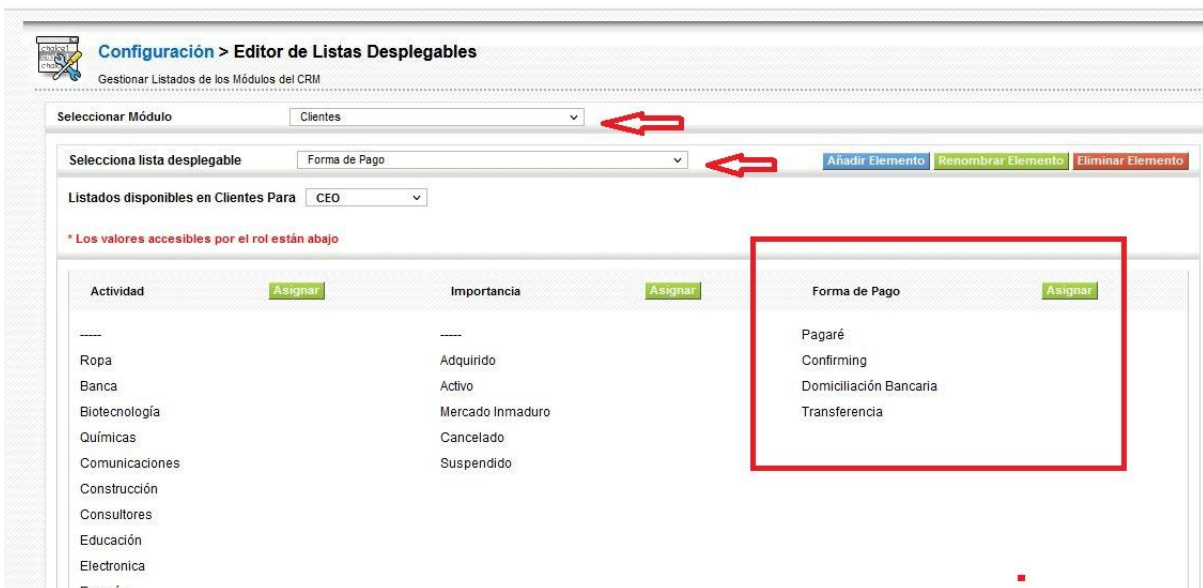 Configuración > Editor de Listas Desplegables
Gestionar Listados de los Módulos del CRM
Seleccionar Módulo Clientes
Selecciona lista desplegable Forma de Pago Añadir Elemento Renombrar Elemento Eliminar Elemento
Listados disponibles en Clientes Para CEO
* Los valores accesibles por el rol están abajo
Actividad Asignar Importancia Asignar Forma de Pago Asignar
-----
Ropa
Banca
Biotecnología
Químicas
Comunicaciones
Construcción
Consultores
Educación
Electronica
-----
Adquirido
Activo
Mercado Inmaduro
Cancelado
Suspendido
Pagaré
Confirming
Domiciliación Bancaria
Transferencia